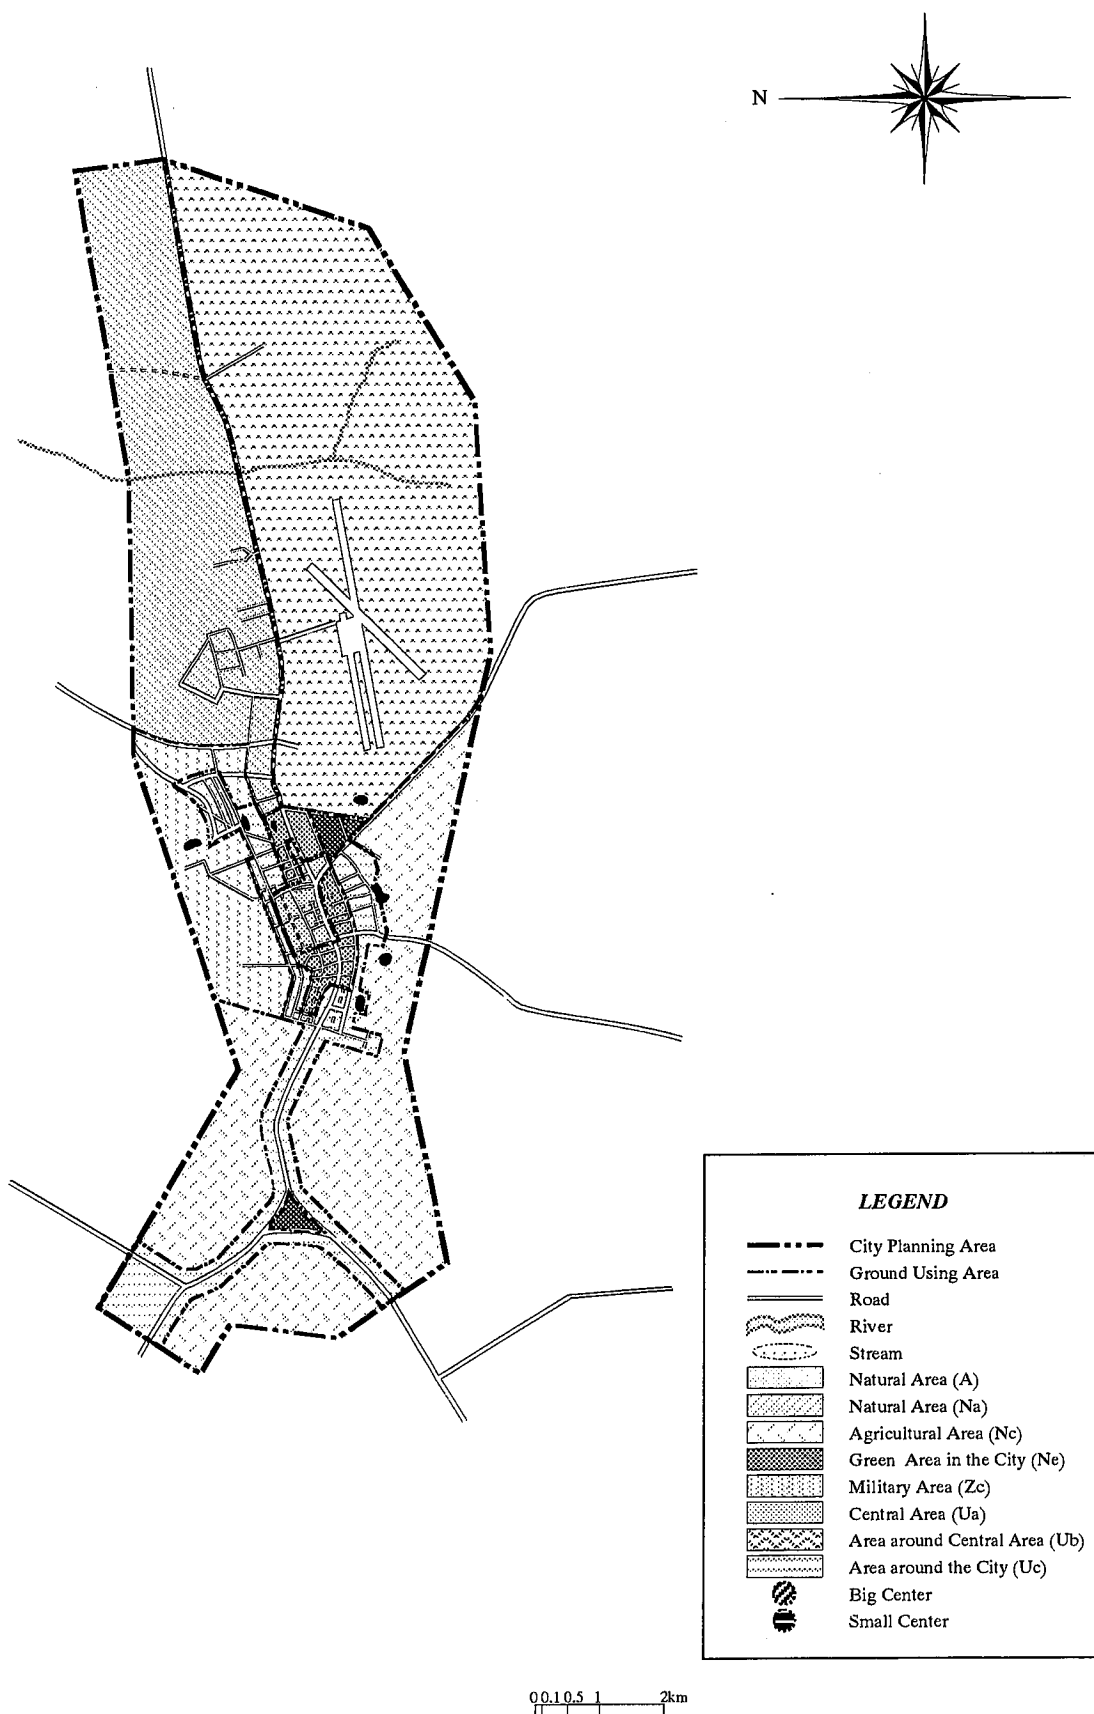 N
LEGEND
City Planning Area
Ground Using Area
Road
River
Stream
Natural Area (A)
Natural Area (Na)
Agricultural Area (Nc)
Green Area in the City (Ne)
Military Area (Zc)
Central Area (Ua)
Area around Central Area (Ub)
Area around the City (Uc)
Big Center
Small Center
0 0.1 0.5 1 2km